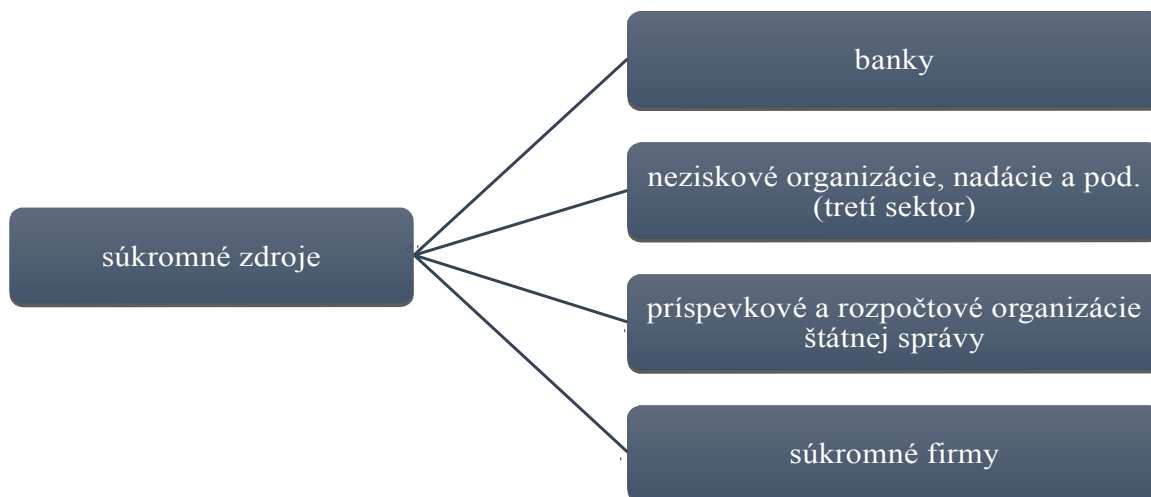 banky
neziskové organizácie, nadácie a pod.
(tretí sektor)
súkromné zdroje
príspevkové a rozpočtové organizácie
štátnej správy
súkromné firmy